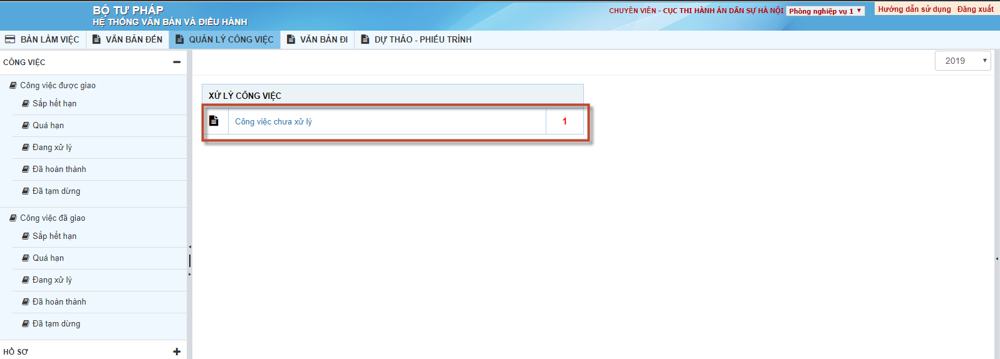 BỘ TƯ PHÁP
HỆ THỐNG VĂN BẢN VÀ ĐIỀU HÀNH
CHUYÊN VIÊN - CỤC THI HÀNH ÁN DÂN SỰ HÀ NỘI
Phòng nghiệp vụ 1
Hướng dẫn sử dụng
Đăng xuất
BÀN LÀM VIỆC
VĂN BẢN ĐẾN
QUẢN LÝ CÔNG VIỆC
VĂN BẢN ĐI
DỰ THẢO - PHIẾU TRÌNH
CÔNG VIỆC
Công việc được giao
Sắp hết hạn
Quá hạn
Đang xử lý
Đã hoàn thành
Đã tạm dừng
Công việc đã giao
Sắp hết hạn
Quá hạn
Đang xử lý
Đã hoàn thành
Đã tạm dừng
HỒ SƠ
2019
XỬ LÝ CÔNG VIỆC
Công việc chưa xử lý
1